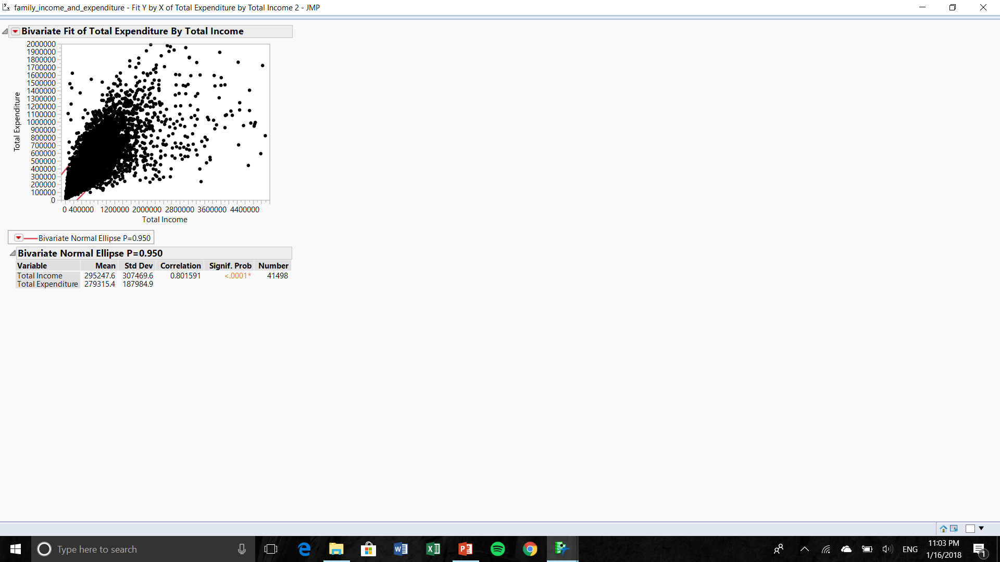 family_income_and_expenditure - Fit Y by X of Total Expenditure by Total Income 2 - JMP
Bivariate Fit of Total Expenditure By Total Income
2000000
1900000
1800000
1700000
1600000
1500000
1400000
1300000
1200000
1100000
1000000
900000
800000
700000
600000
500000
400000
300000
200000
100000
0
Total Expenditure
0 400000 1200000 2000000 2800000 3600000 4400000
Total Income
Bivariate Normal Ellipse P=0.950
Bivariate Normal Ellipse P=0.950
Variable Mean Std Dev Correlation Signif. Prob Number
Total Income 295247.6 307469.6 0.801591 <.0001* 41498
Total Expenditure 279315.4 187984.9
Type here to search
ENG
11:03 PM
1/16/2018
1